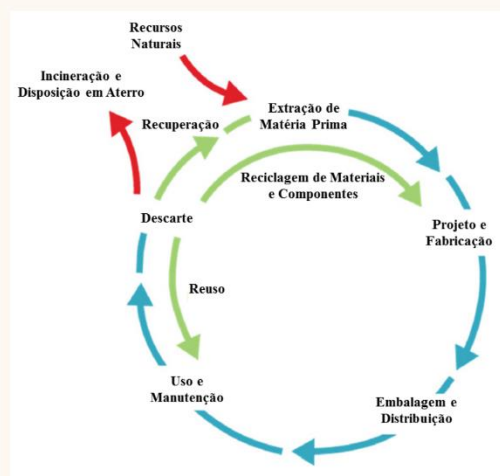 Recursos
Naturais
Incineração e
Disposição em Aterro
Recuperação
Extração de
Matéria Prima
Reciclagem de Materiais
e Componentes
Descarte
Projeto e
Fabricação
Reuso
Uso e
Manutenção
Embalagem e
Distribuição